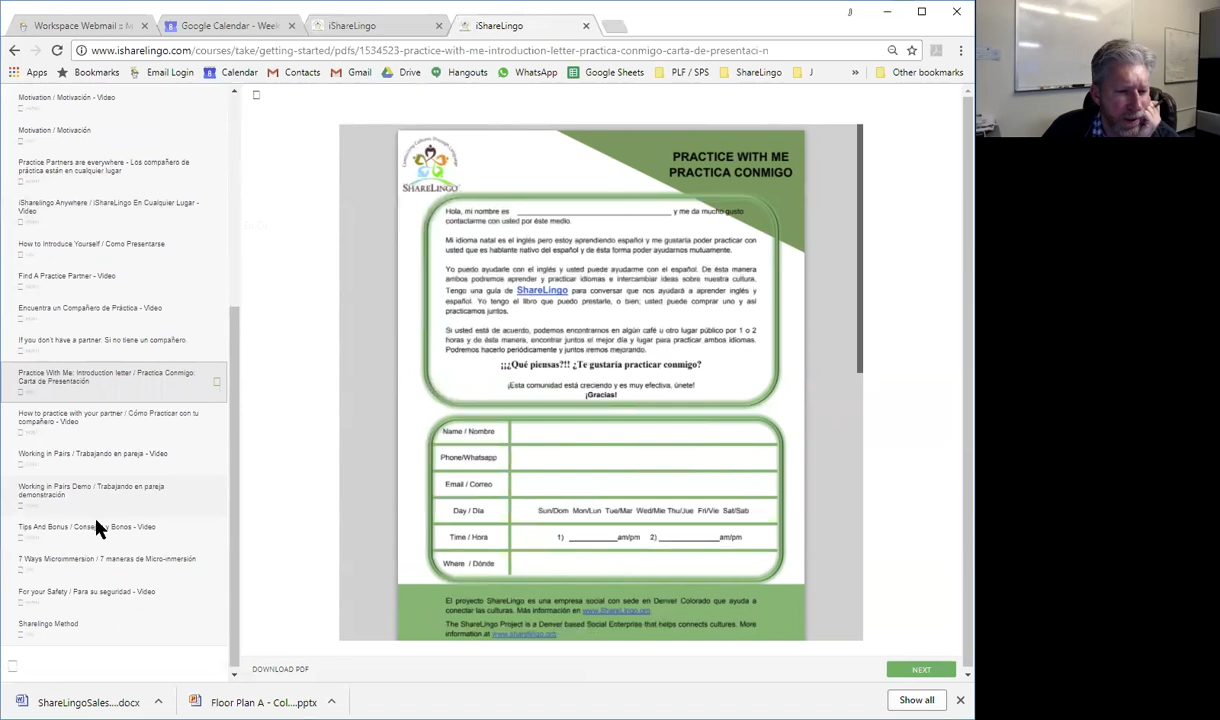 Workspace Webmail :: M
Google Calendar - Week
iShareLingo
iShareLingo
www.isharelingo.com/courses/take/getting-started/pdfs/1534523-practice-with-me-introduction-letter-practica-conmigo-carta-de-presentaci-n
Apps
Bookmarks
Email Login
Calendar
Contacts
Gmail
Drive
Hangouts
WhatsApp
Google Sheets
PLF / SPS
ShareLingo
J
»
Other bookmarks
Motivation / Motivación - Video
Motivation / Motivación
Practice Partners are everywhere - Los compañero de
práctica están en cualquier lugar
iSharelingo Anywhere / iShareLingo En Cualquier Lugar -
Video
How to Introduce Yourself / Como Presentarse
Find A Practice Partner - Video
Encuentra un Compañero de Práctica - Video
If you don't have a partner. Si no tiene un compañero.
Practice With Me: Introduction letter / Practica Conmigo:
Carta de Presentación
How to practice with your partner / Cómo Practicar con tu
compañero - Video
Working in Pairs / Trabajando en pareja - Video
Working in Pairs Demo / Trabajando en pareja
demonstración
Tips And Bonus / y Bonos - Video
7 Ways Microimmersion / 7 maneras de Micro-inmersión
For your Safety / Para su seguridad - Video
Sharelingo Method
SHARELINGO
PRACTICE WITH ME
PRACTICA CONMIGO
Hola, mi nombre es ______________________ y me da mucho gusto
contactarme con usted por éste medio.
Mi idioma natal es el inglés pero estoy aprendiendo español y me gustaría poder practicar con
usted que es hablante nativo del español y de ésta forma poder ayudarnos mutuamente.
Yo puedo ayudarle con el inglés y usted puede ayudarme con el español. De ésta manera
ambos podremos aprender y practicar idiomas e intercambiar ideas sobre nuestra cultura.
Tengo una guía de ShareLingo para conversar que nos ayudará a aprender inglés y
español. Yo tengo el libro que puedo prestarle, o bien; usted puede comprar uno y así
practicamos juntos.
Si usted está de acuerdo, podemos encontrarnos en algún café u otro lugar público por 1 o 2
horas y de ésta manera, encontrar juntos el mejor día y lugar para practicar ambos idiomas.
Podremos hacerlo periódicamente y juntos iremos mejorando.
¡¡¡Qué piensas?!!! ¿Te gustaría practicar conmigo?
¡Esta comunidad está creciendo y es muy efectiva, únete!
¡Gracias!
Name / Nombre
Phone/Whatsapp
Email / Correo
Day / Día Sun/Dom Mon/Lun Tue/Mar Wed/Mie Thu/Jue Fri/Vie Sat/Sab
Time / Hora 1) ________am/pm 2)________am/pm
Where / Dónde
El proyecto ShareLingo es una empresa social con sede en Denver Colorado que ayuda a
conectar las culturas. Más información en www.ShareLingo.org
The ShareLingo Project is a Denver based Social Enterprise that helps connects cultures. More
information at www.sharelingo.org
DOWNLOAD PDF
NEXT
ShareLingoSales....docx
Floor Plan A - Col....pptx
Show all